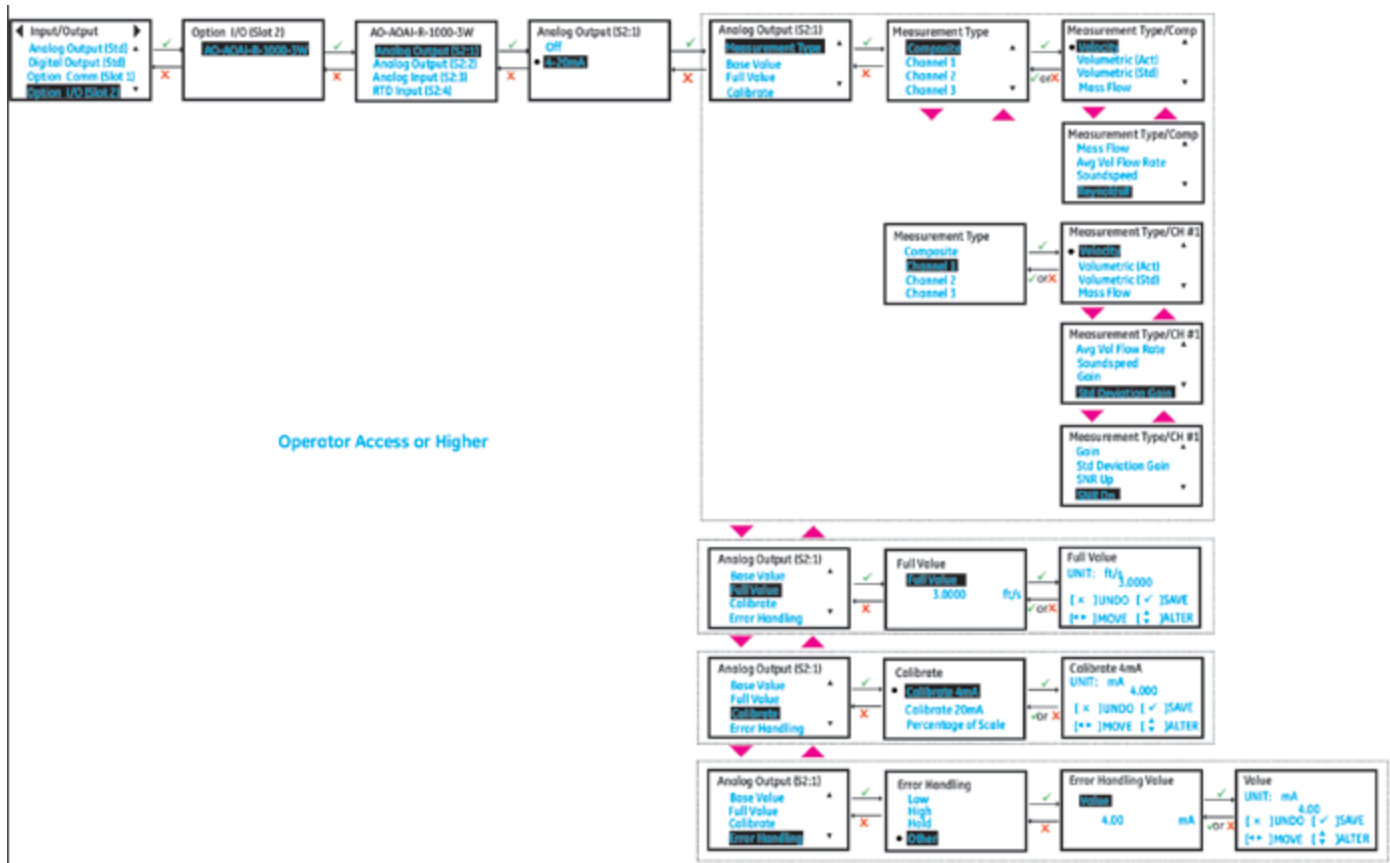 Input/Output
Analog Output (Std)
Digital Output (Std)
Option Comm (Slot 1)
Option I/O (Slot 2)
Option I/O (Slot 2)
AO-AOAI-R-1000-3W
AO-AOAI-R-1000-3W
Analog Output (S2:1)
Analog Output (S2:2)
Analog Input (S2:3)
RTD Input (S2:4)
Analog Output (S2:1)
Off
4-20mA
Analog Output (S2:1)
Measurement Type
Base Value
Full Value
Calibrate
Measurement Type
Composite
Channel 1
Channel 2
Channel 3
Measurement Type/Comp
Velocity
Volumetric (Act)
Volumetric (Std)
Mass Flow
✓orX
Measurement Type/Comp
Mass Flow
Avg Vol Flow Rate
Soundspeed
Measurement Type
Composite
Channel 1
Channel 2
Channel 3
✓orX
Measurement Type/CH #1
Velocity
Volumetric (Act)
Volumetric (Std)
Mass Flow
Measurement Type/CH #1
Avg Vol Flow Rate
Soundspeed
Gain
Std Deviation Gain
Measurement Type/CH #1
Gain
Std Deviation Gain
SNR Up
SNR Dn
Operator Access or Higher
Analog Output (S2:1)
Base Value
Full Value
Calibrate
Error Handling
Full Value
Full Value
3.0000 ft/s
✓orX
Full Value
UNIT: ft/s
3.0000
[ × ]UNDO [ ✓ ]SAVE
[◂▸ ]MOVE [ ▴▾ ]ALTER
Analog Output (S2:1)
Base Value
Full Value
Calibrate
Error Handling
Calibrate
Calibrate 4mA
Calibrate 20mA
Percentage of Scale
✓or X
Calibrate 4mA
UNIT: mA
4.000
[ × ]UNDO [ ✓ ]SAVE
[◂▸ ]MOVE [ ▴▾ ]ALTER
Analog Output (S2:1)
Base Value
Full Value
Calibrate
Error Handling
Error Handling
Low
High
Hold
Other
Error Handling Value
Value
4.00 mA
✓or X
Value
UNIT: mA
4.00
[ × ]UNDO [ ✓ ]SAVE
[◂▸ ]MOVE [ ▴▾ ]ALTER